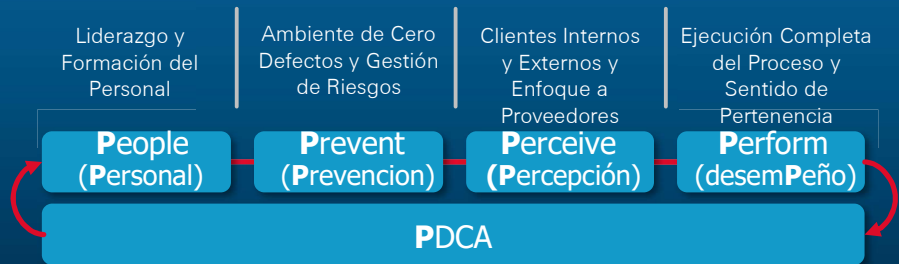 Liderazgo y
Formación del
Personal
Ambiente de Cero
Defectos y Gestión
de Riesgos
Clientes Internos
y Externos y
Enfoque a
Proveedores
Ejecución Completa
del Proceso y
Sentido de
Pertenencia
People
(Personal)
Prevent
(Prevencion)
Perceive
(Percepción)
Perform
(desemPeño)
PDCA